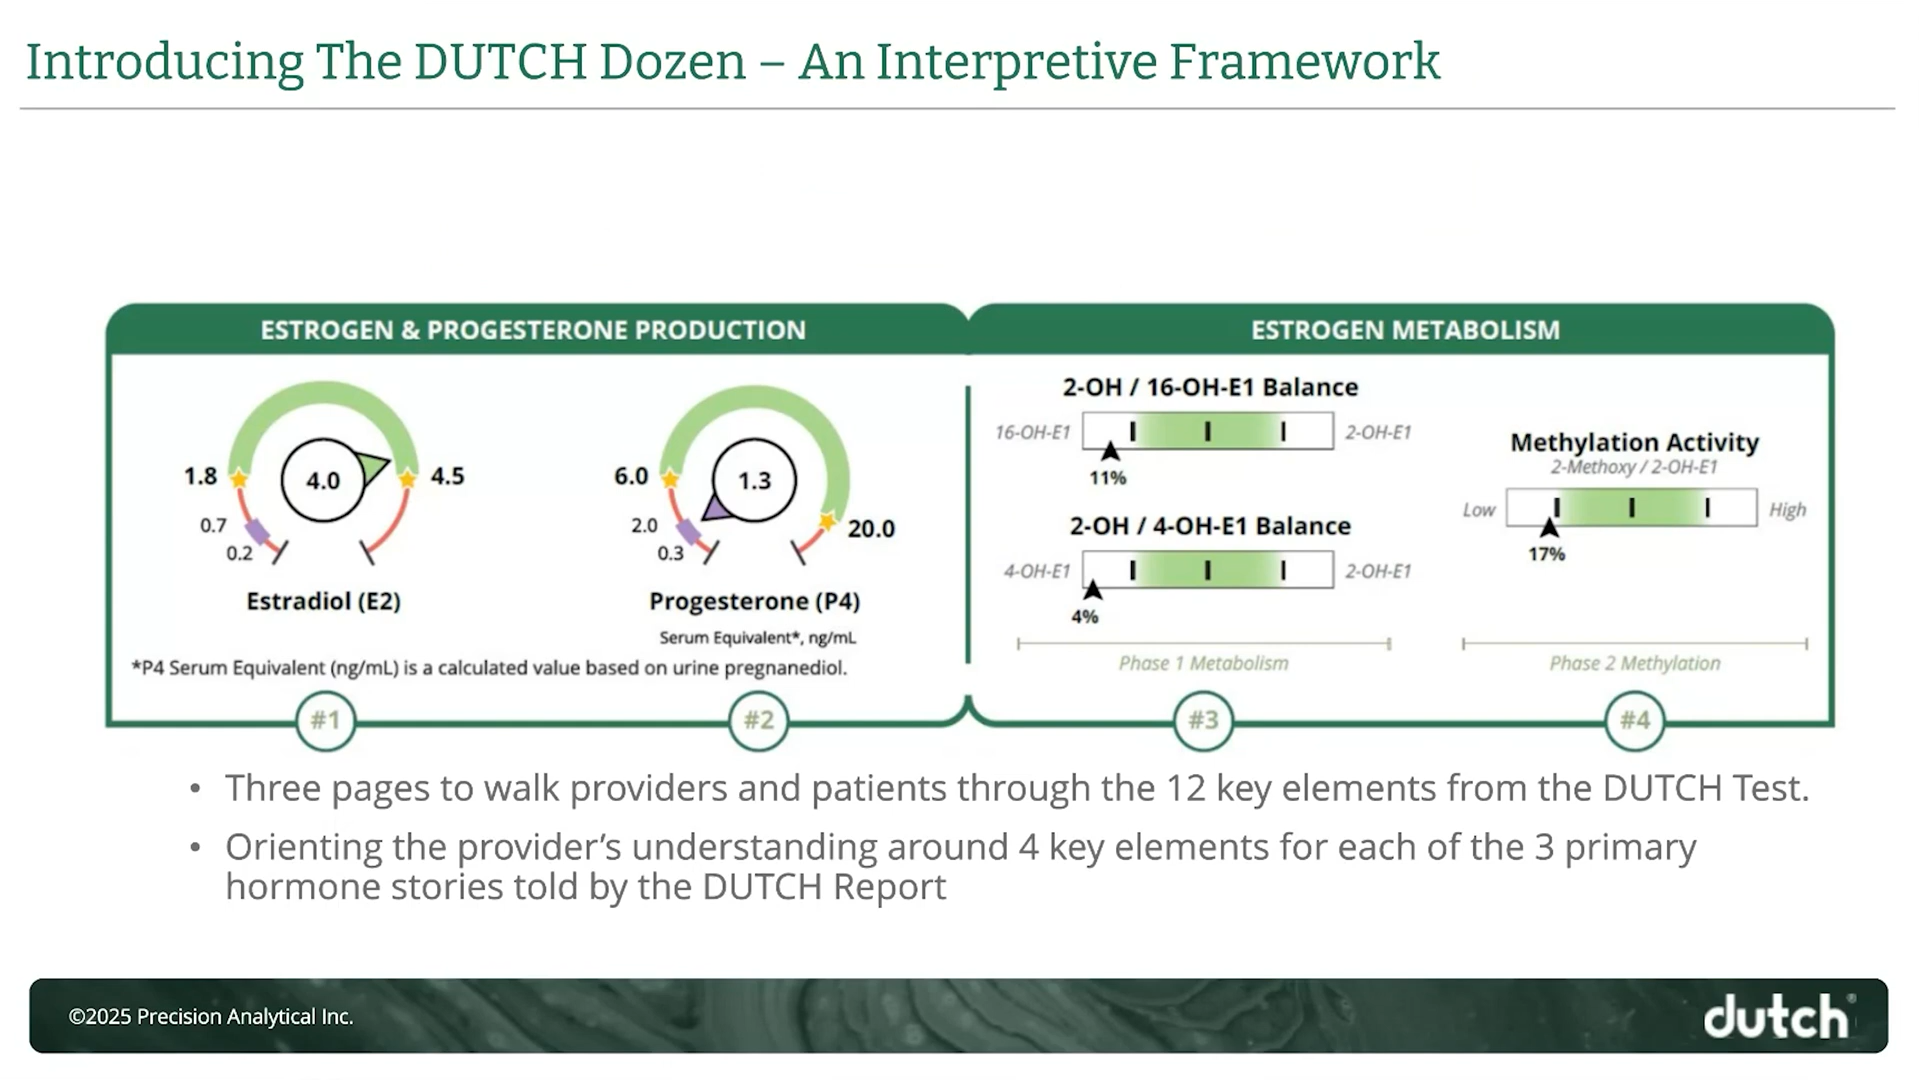 Introducing The DUTCH Dozen – An Interpretive Framework
ESTROGEN & PROGESTERONE PRODUCTION
1.8
4.0
4.5
0.7
0.2
Estradiol (E2)
6.0
1.3
2.0
20.0
0.3
Progesterone (P4)
Serum Equivalent*, ng/mL
*P4 Serum Equivalent (ng/mL) is a calculated value based on urine pregnanediol.
#1
#2
ESTROGEN METABOLISM
2-OH / 16-OH-E1 Balance
16-OH-E1
2-OH-E1
11%
2-OH / 4-OH-E1 Balance
4-OH-E1
2-OH-E1
4%
Phase 1 Metabolism
Methylation Activity
2-Methoxy / 2-OH-E1
Low
High
17%
Phase 2 Methylation
#3
#4
• Three pages to walk providers and patients through the 12 key elements from the DUTCH Test.
• Orienting the provider‘s understanding around 4 key elements for each of the 3 primary
hormone stories told by the DUTCH Report
©2025 Precision Analytical Inc.
dutch®